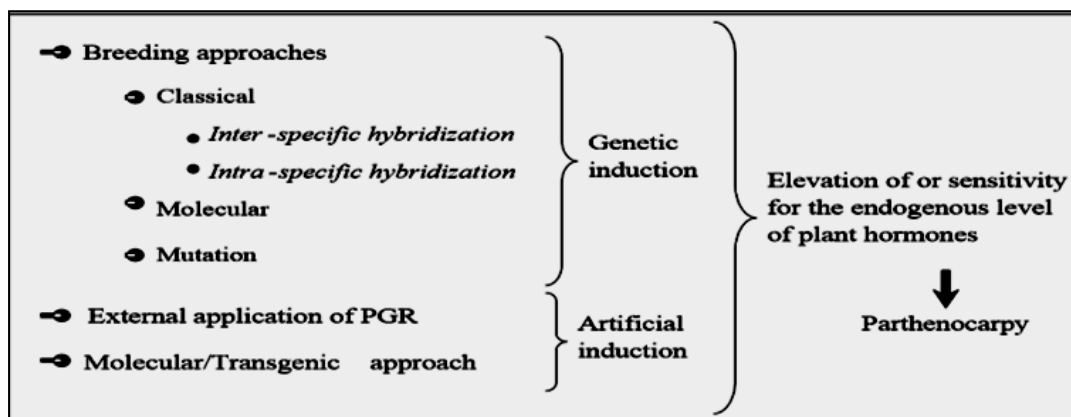 Breeding approaches
Classical
Inter-specific hybridization
Intra-specific hybridization
Molecular
Mutation
Genetic
induction
External application of PGR
Molecular/Transgenic approach
Artificial
induction
Elevation of or sensitivity
for the endogenous level
of plant hormones
Parthenocarpy